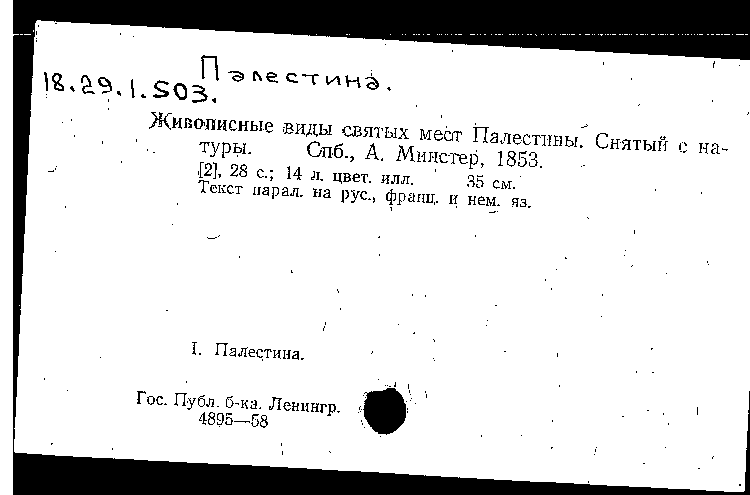 Палестина.
18.29.1.503.
Живописные виды святых мест Палестины. Снятый с на-
туры. Спб., А. Минстер, 1853.
[2], 28 с.; 14 л. цвет. илл. 35 см.
Текст парал. на рус., франц. и нем. яз.
I. Палестина.
Гос. Публ. б-ка. Ленингр.
4895—58